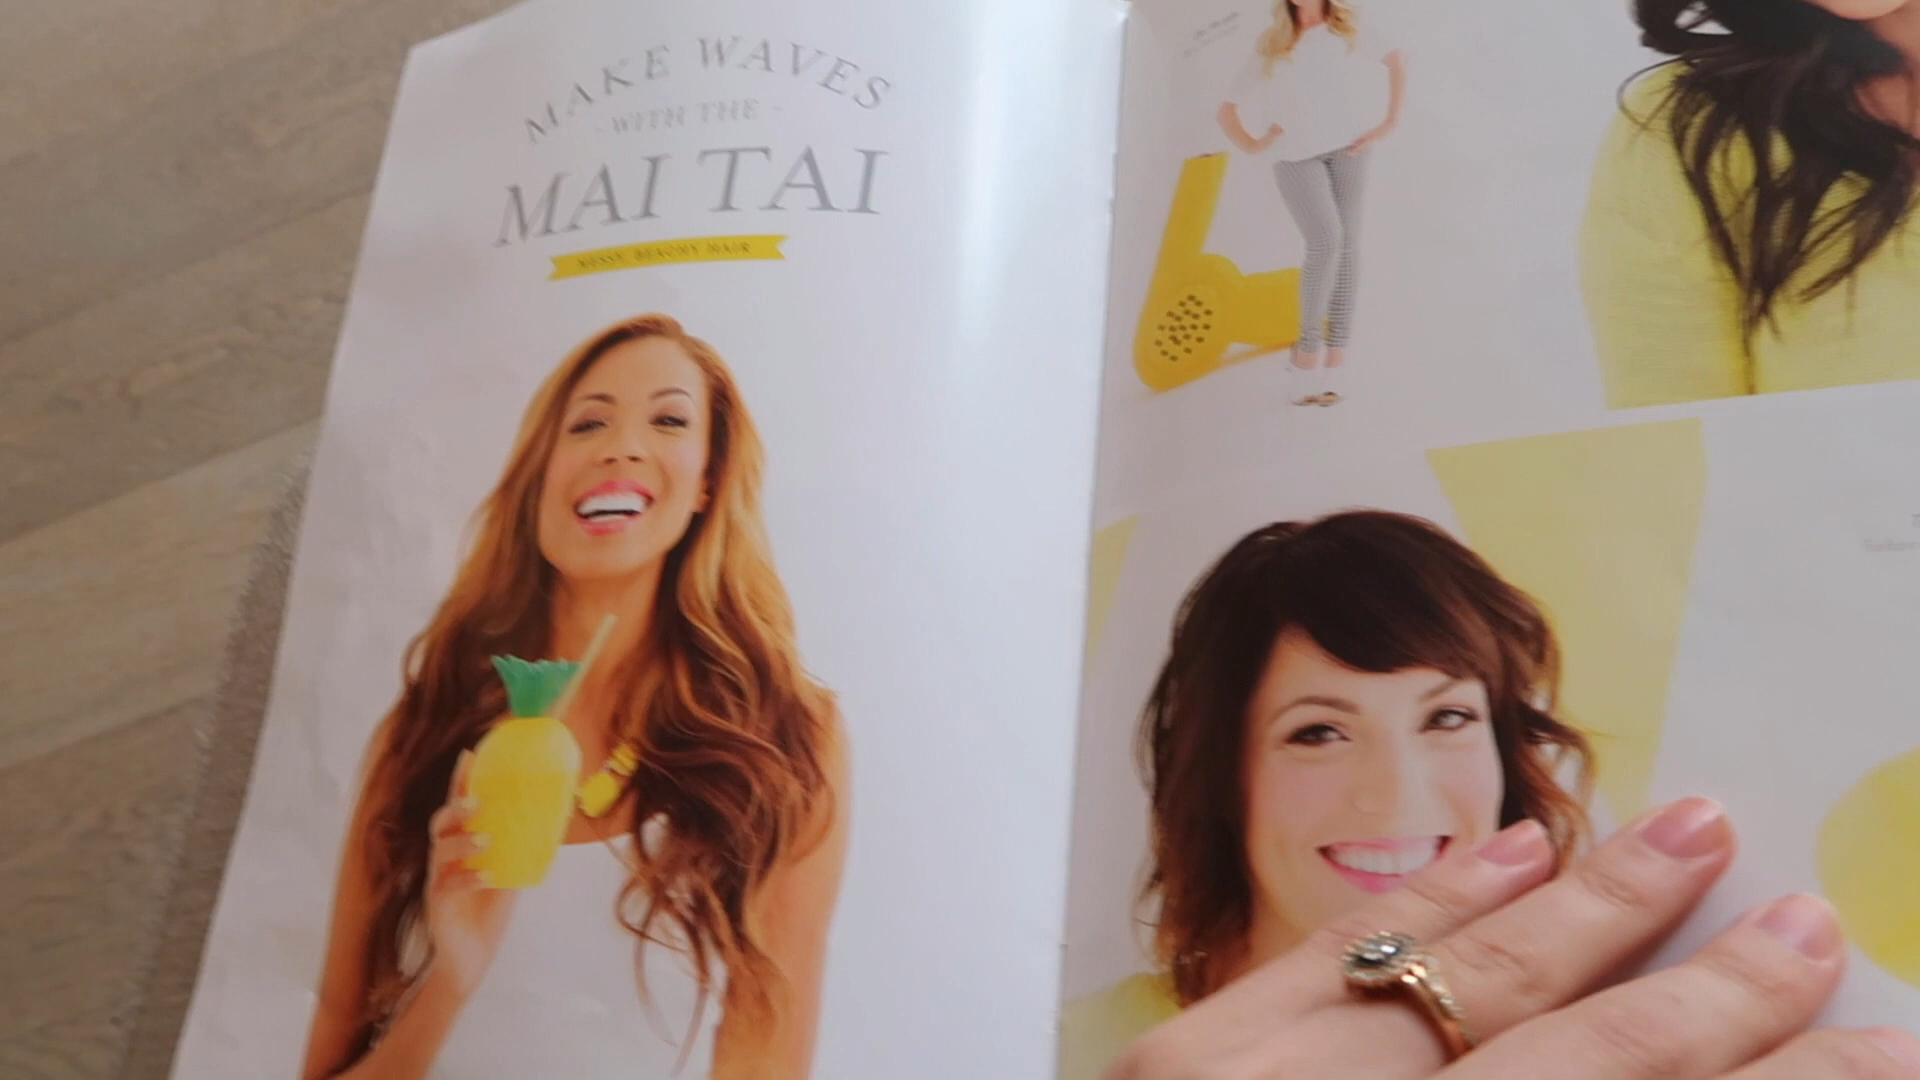 MAKE WAVES
- WITH THE -
MAI TAI
MESSY, BEACHY HAIR